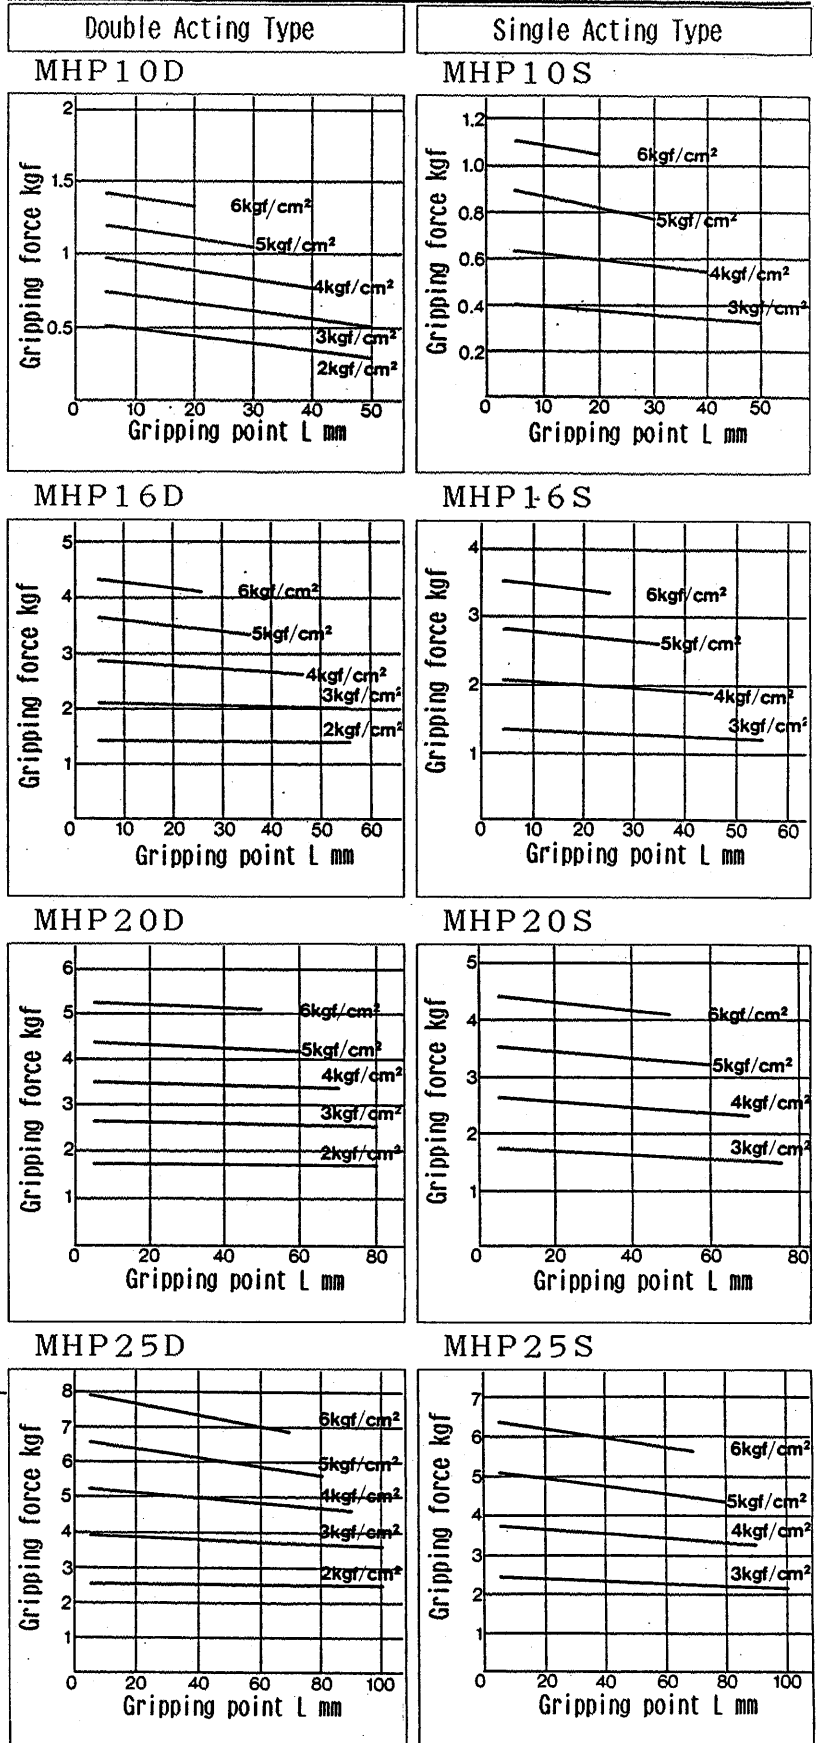 Double Acting Type
Single Acting Type
MHP10D
Gripping force kgf
2
1.5
1
0.5
6kgf/cm²
5kgf/cm²
4kgf/cm²
3kgf/cm²
2kgf/cm²
0 10 20 30 40 50
Gripping point L mm
MHP10S
Gripping force kgf
1.2
1.0
0.8
0.6
0.4
0.2
6kgf/cm²
5kgf/cm²
4kgf/cm²
3kgf/cm²
0 10 20 30 40 50
Gripping point L mm
MHP16D
Gripping force kgf
5
4
3
2
1
6kgf/cm²
5kgf/cm²
4kgf/cm²
3kgf/cm²
2kgf/cm²
0 10 20 30 40 50 60
Gripping point L mm
MHP16S
Gripping force kgf
4
3
2
1
6kgf/cm²
5kgf/cm²
4kgf/cm²
3kgf/cm²
0 10 20 30 40 50 60
Gripping point L mm
MHP20D
Gripping force kgf
6
5
4
3
2
1
6kgf/cm²
5kgf/cm²
4kgf/cm²
3kgf/cm²
2kgf/cm²
0 20 40 60 80
Gripping point L mm
MHP20S
Gripping force kgf
5
4
3
2
1
6kgf/cm²
5kgf/cm²
4kgf/cm²
3kgf/cm²
0 20 40 60 80
Gripping point L mm
MHP25D
Gripping force kgf
8
7
6
5
4
3
2
1
6kgf/cm²
5kgf/cm²
4kgf/cm²
3kgf/cm²
2kgf/cm²
0 20 40 60 80 100
Gripping point L mm
MHP25S
Gripping force kgf
7
6
5
4
3
2
1
6kgf/cm²
5kgf/cm²
4kgf/cm²
3kgf/cm²
0 20 40 60 80 100
Gripping point L mm